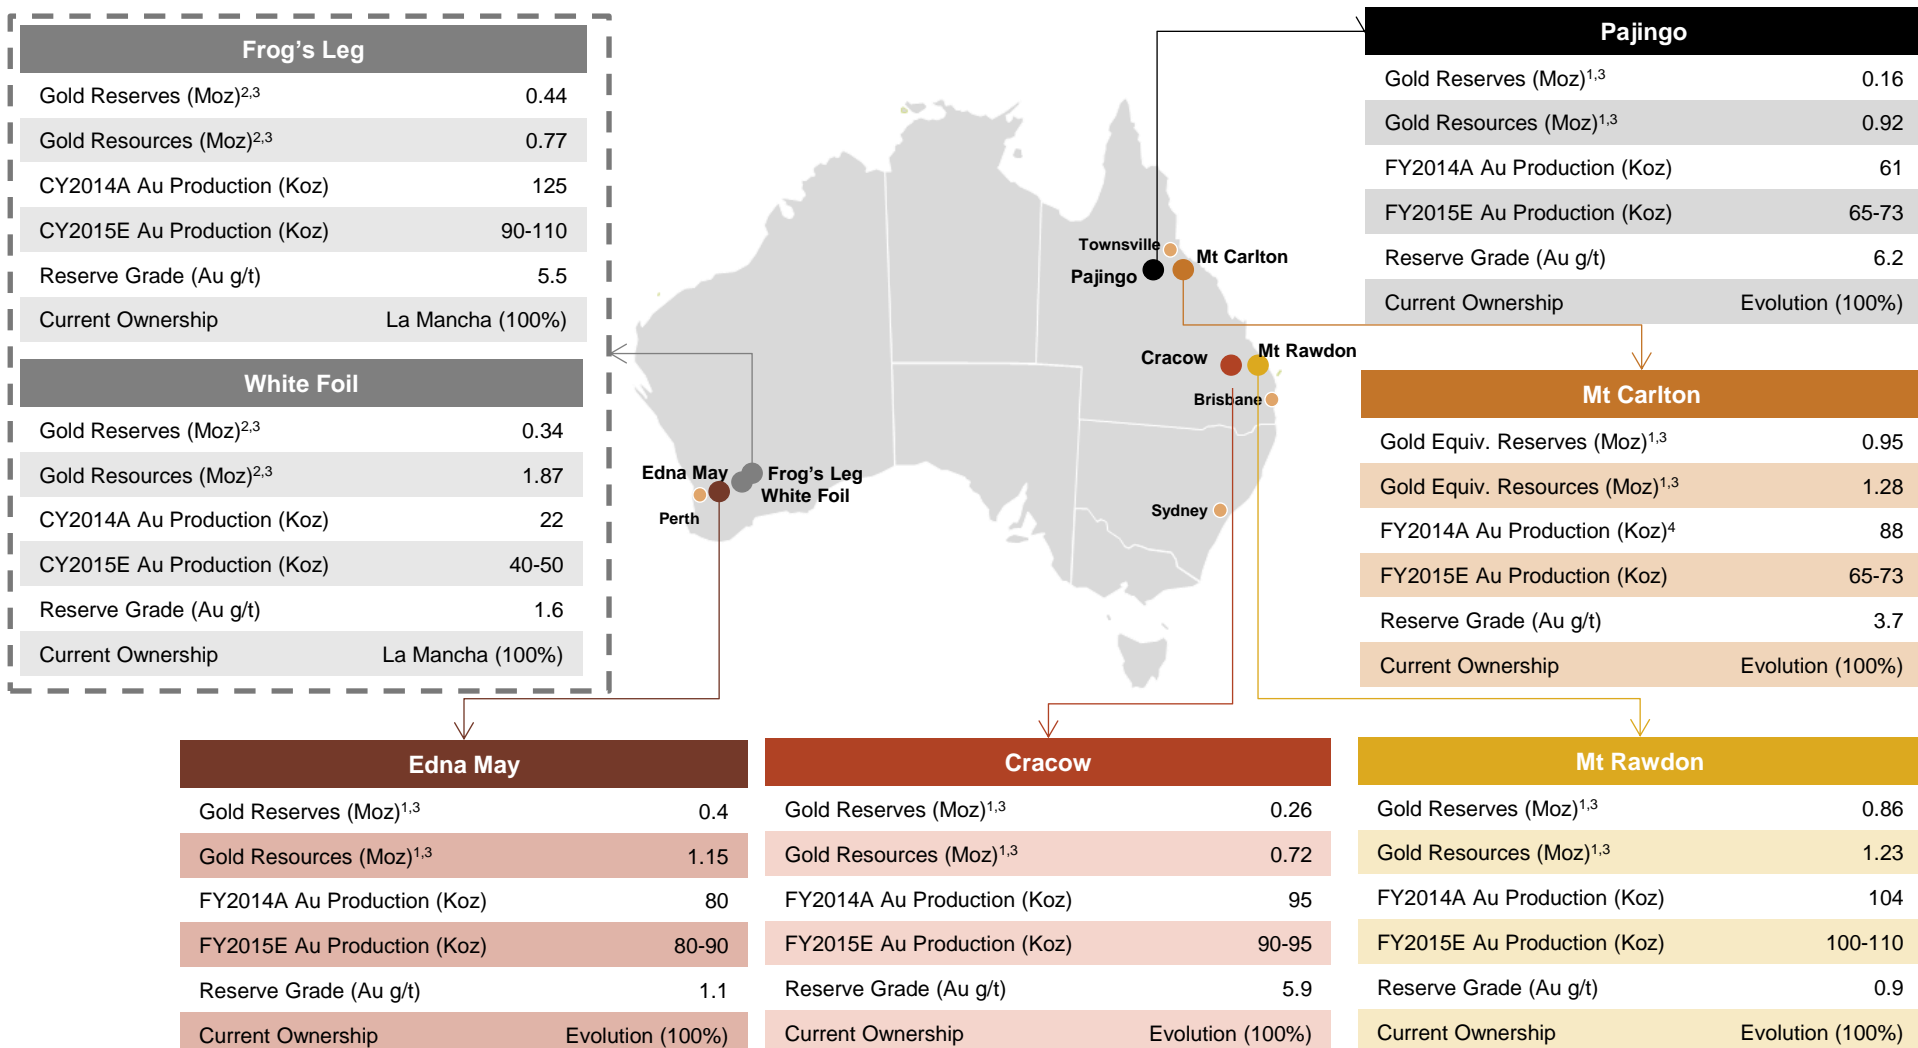 Frog's Leg
Gold Reserves (Moz)2,3 0.44
Gold Resources (Moz)2,3 0.77
CY2014A Au Production (Koz) 125
CY2015E Au Production (Koz) 90-110
Reserve Grade (Au g/t) 5.5
Current Ownership La Mancha (100%)
White Foil
Gold Reserves (Moz)2,3 0.34
Gold Resources (Moz)2,3 1.87
CY2014A Au Production (Koz) 22
CY2015E Au Production (Koz) 40-50
Reserve Grade (Au g/t) 1.6
Current Ownership La Mancha (100%)
Townsville
Mt Carlton
Pajingo
Cracow
Mt Rawdon
Brisbane
Edna May
Frog's Leg
White Foil
Perth
Sydney
Pajingo
Gold Reserves (Moz)1,3 0.16
Gold Resources (Moz)1,3 0.92
FY2014A Au Production (Koz) 61
FY2015E Au Production (Koz) 65-73
Reserve Grade (Au g/t) 6.2
Current Ownership Evolution (100%)
Mt Carlton
Gold Equiv. Reserves (Moz)1,3 0.95
Gold Equiv. Resources (Moz)1,3 1.28
FY2014A Au Production (Koz)4 88
FY2015E Au Production (Koz) 65-73
Reserve Grade (Au g/t) 3.7
Current Ownership Evolution (100%)
Edna May
Gold Reserves (Moz)1,3 0.4
Gold Resources (Moz)1,3 1.15
FY2014A Au Production (Koz) 80
FY2015E Au Production (Koz) 80-90
Reserve Grade (Au g/t) 1.1
Current Ownership Evolution (100%)
Cracow
Gold Reserves (Moz)1,3 0.26
Gold Resources (Moz)1,3 0.72
FY2014A Au Production (Koz) 95
FY2015E Au Production (Koz) 90-95
Reserve Grade (Au g/t) 5.9
Current Ownership Evolution (100%)
Mt Rawdon
Gold Reserves (Moz)1,3 0.86
Gold Resources (Moz)1,3 1.23
FY2014A Au Production (Koz) 104
FY2015E Au Production (Koz) 100-110
Reserve Grade (Au g/t) 0.9
Current Ownership Evolution (100%)